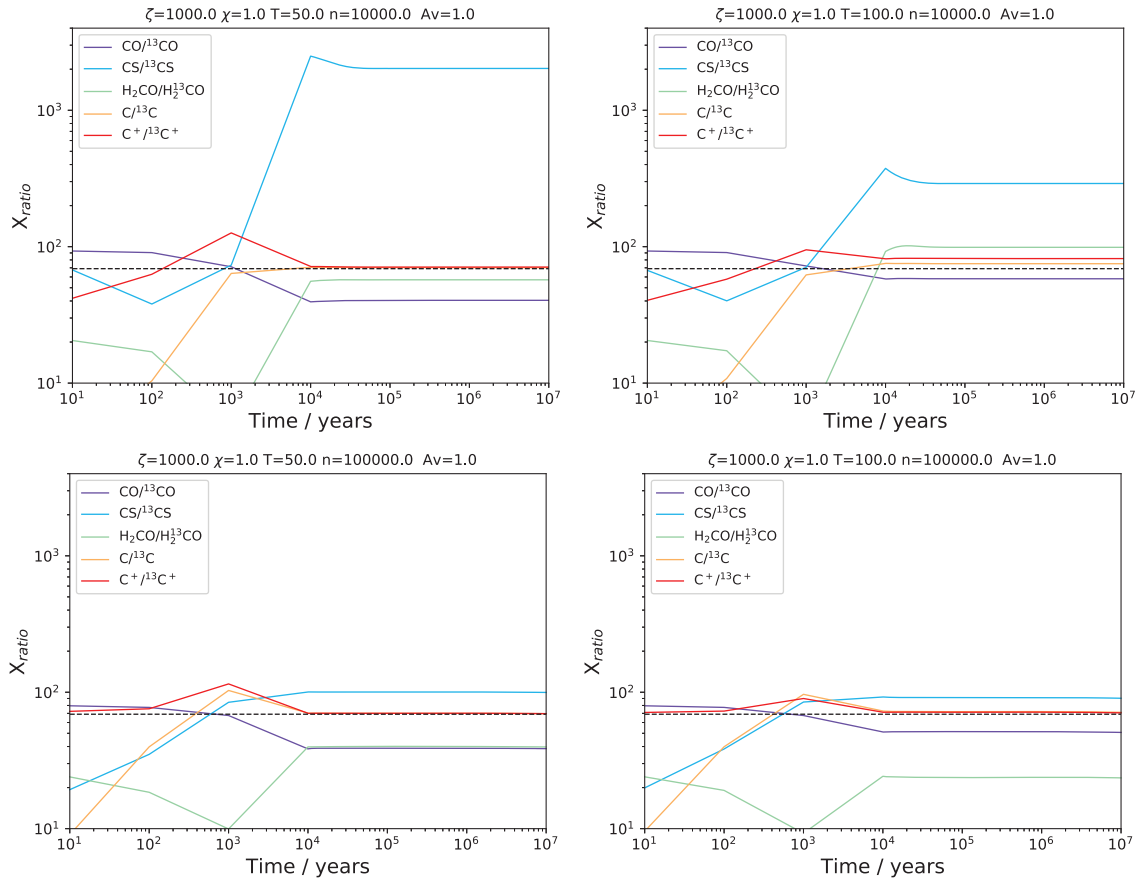 ζ=1000.0 χ=1.0 T=50.0 n=10000.0 Av=1.0
CO/¹³CO
CS/¹³CS
H₂CO/H₂¹³CO
C/¹³C
C⁺/¹³C⁺
10³
10²
10¹
X_ratio
10¹ 10² 10³ 10⁴ 10⁵ 10⁶ 10⁷
Time / years
ζ=1000.0 χ=1.0 T=100.0 n=10000.0 Av=1.0
CO/¹³CO
CS/¹³CS
H₂CO/H₂¹³CO
C/¹³C
C⁺/¹³C⁺
10³
10²
10¹
X_ratio
10¹ 10² 10³ 10⁴ 10⁵ 10⁶ 10⁷
Time / years
ζ=1000.0 χ=1.0 T=50.0 n=100000.0 Av=1.0
CO/¹³CO
CS/¹³CS
H₂CO/H₂¹³CO
C/¹³C
C⁺/¹³C⁺
10³
10²
10¹
X_ratio
10¹ 10² 10³ 10⁴ 10⁵ 10⁶ 10⁷
Time / years
ζ=1000.0 χ=1.0 T=100.0 n=100000.0 Av=1.0
CO/¹³CO
CS/¹³CS
H₂CO/H₂¹³CO
C/¹³C
C⁺/¹³C⁺
10³
10²
10¹
X_ratio
10¹ 10² 10³ 10⁴ 10⁵ 10⁶ 10⁷
Time / years